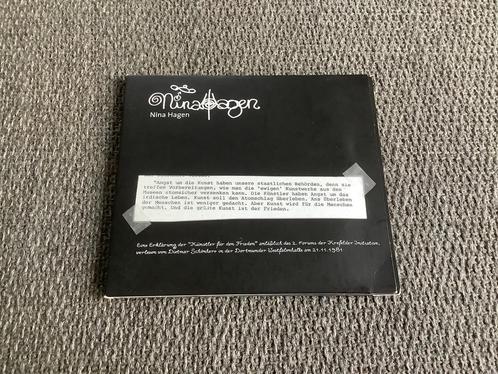 Nina Hagen
Nina Hagen
"Angst um die Kunst haben unsere staatlichen Behörden, denn sie
treffen Vorbereitungen, wie man die "ewigen" Kunstwerke aus den
Museen atomsicher versenken kann. Die Künstler haben Angst um das
irdische Leben. Kunst soll den Atomschlag überleben. Ans Überleben
der Menschen ist weniger gedacht. Aber Kunst wird für die Menschen
gemacht. Und die größte Kunst ist der Frieden.
Eine Erklärung der "Künstler für den Frieden" anläßlich des 2. Forums der Krefelder Initiative,
verlesen von Dietmar Schönherr in der Dortmunder Westfalenhalle am 21.11.1981